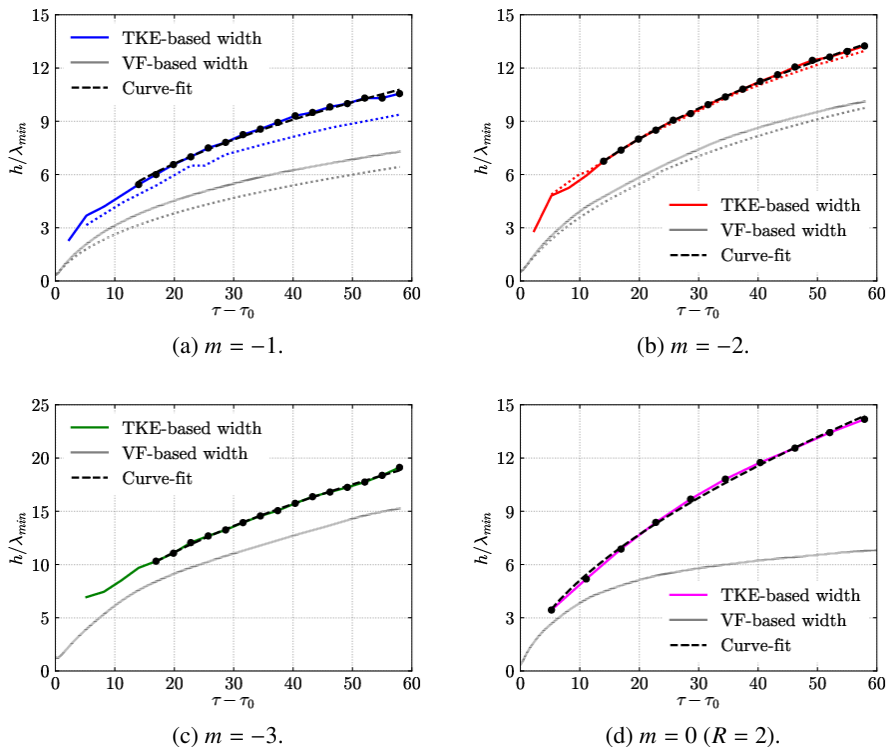 15
12
9
6
3
0
h/λmin
TKE-based width
VF-based width
Curve-fit
0 10 20 30 40 50 60
τ − τ0
(a) m = −1.
15
12
9
6
3
0
h/λmin
TKE-based width
VF-based width
Curve-fit
0 10 20 30 40 50 60
τ − τ0
(b) m = −2.
25
20
15
10
5
0
h/λmin
TKE-based width
VF-based width
Curve-fit
0 10 20 30 40 50 60
τ − τ0
(c) m = −3.
15
12
9
6
3
0
h/λmin
TKE-based width
VF-based width
Curve-fit
0 10 20 30 40 50 60
τ − τ0
(d) m = 0 (R = 2).